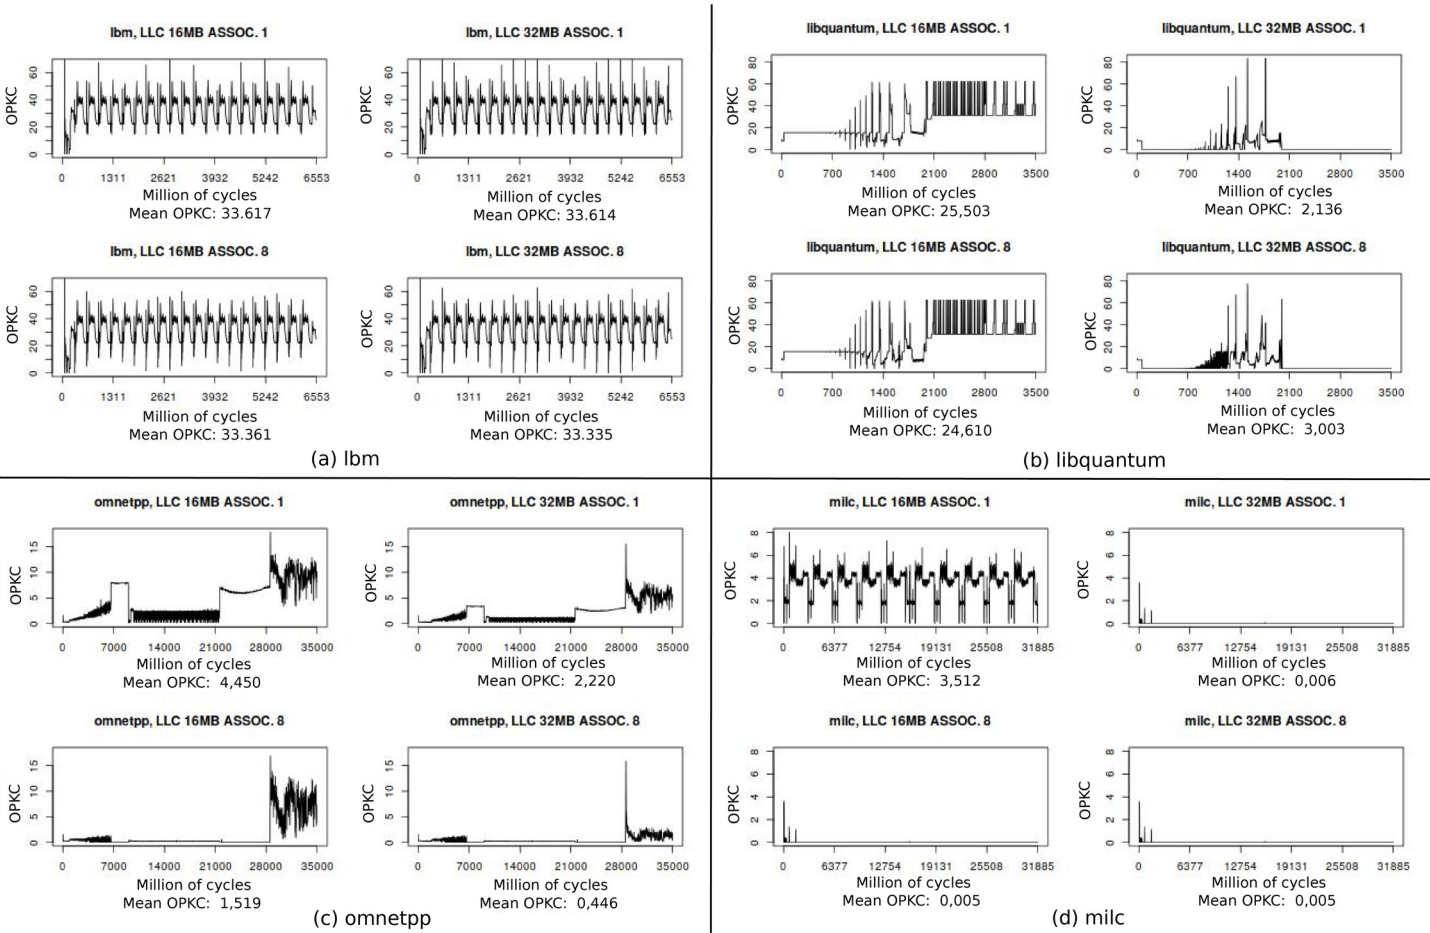 lbm, LLC 16MB ASSOC. 1
OPKC
0 20 40 60
0 1311 2621 3932 5242 6553
Million of cycles
Mean OPKC: 33.617
lbm, LLC 32MB ASSOC. 1
OPKC
0 20 40 60
0 1311 2621 3932 5242 6553
Million of cycles
Mean OPKC: 33.614
lbm, LLC 16MB ASSOC. 8
OPKC
0 20 40 60
0 1311 2621 3932 5242 6553
Million of cycles
Mean OPKC: 33.361
lbm, LLC 32MB ASSOC. 8
OPKC
0 20 40 60
0 1311 2621 3932 5242 6553
Million of cycles
Mean OPKC: 33.335
(a) lbm
libquantum, LLC 16MB ASSOC. 1
OPKC
0 20 40 60 80
0 700 1400 2100 2800 3500
Million of cycles
Mean OPKC: 25,503
libquantum, LLC 32MB ASSOC. 1
OPKC
0 20 40 60 80
0 700 1400 2100 2800 3500
Million of cycles
Mean OPKC: 2,136
libquantum, LLC 16MB ASSOC. 8
OPKC
0 20 40 60 80
0 700 1400 2100 2800 3500
Million of cycles
Mean OPKC: 24,610
libquantum, LLC 32MB ASSOC. 8
OPKC
0 20 40 60 80
0 700 1400 2100 2800 3500
Million of cycles
Mean OPKC: 3,003
(b) libquantum
omnetpp, LLC 16MB ASSOC. 1
OPKC
0 5 10 15
0 7000 14000 21000 28000 35000
Million of cycles
Mean OPKC: 4,450
omnetpp, LLC 32MB ASSOC. 1
OPKC
0 5 10 15
0 7000 14000 21000 28000 35000
Million of cycles
Mean OPKC: 2,220
omnetpp, LLC 16MB ASSOC. 8
OPKC
0 5 10 15
0 7000 14000 21000 28000 35000
Million of cycles
Mean OPKC: 1,519
omnetpp, LLC 32MB ASSOC. 8
OPKC
0 5 10 15
0 7000 14000 21000 28000 35000
Million of cycles
Mean OPKC: 0,446
(c) omnetpp
milc, LLC 16MB ASSOC. 1
OPKC
0 2 4 6 8
0 6377 12754 19131 25508 31885
Million of cycles
Mean OPKC: 3,512
milc, LLC 32MB ASSOC. 1
OPKC
0 2 4 6 8
0 6377 12754 19131 25508 31885
Million of cycles
Mean OPKC: 0,006
milc, LLC 16MB ASSOC. 8
OPKC
0 2 4 6 8
0 6377 12754 19131 25508 31885
Million of cycles
Mean OPKC: 0,005
milc, LLC 32MB ASSOC. 8
OPKC
0 2 4 6 8
0 6377 12754 19131 25508 31885
Million of cycles
Mean OPKC: 0,005
(d) milc